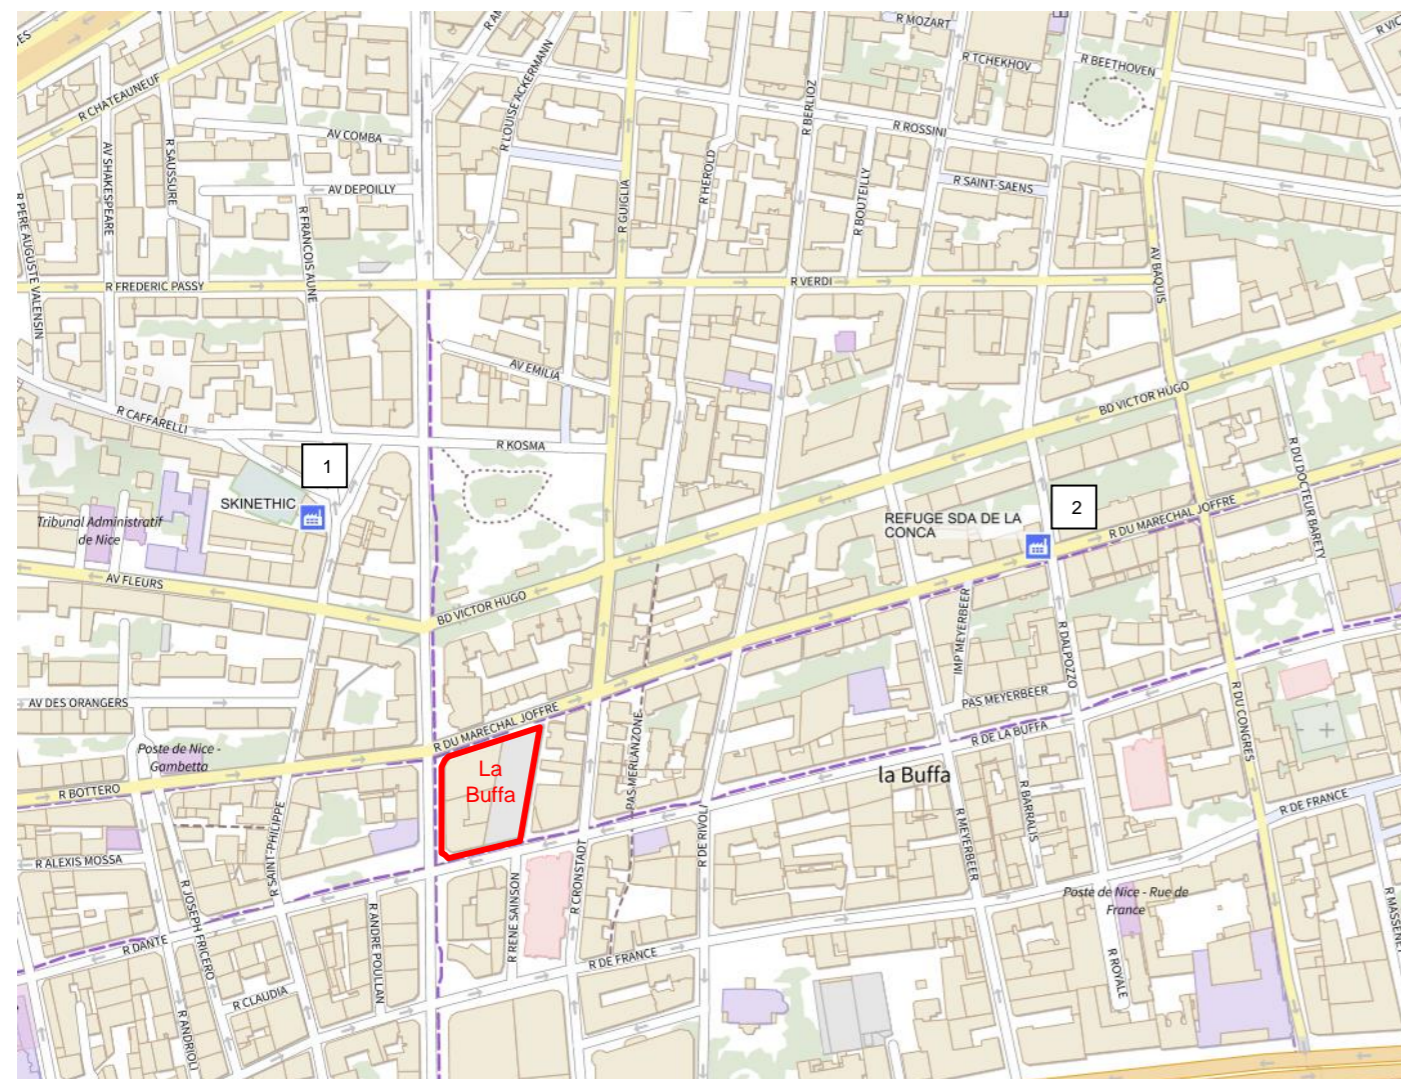 R MOZART
R TCHEKHOV
R BEETHOVEN
R CHATEAUNEUF
R LOUISE ACKERMANN
R BERLIOZ
AV COMBA
R ROSSINI
AV SHAKESPEARE
R SAUSSURE
AV DEPOILLY
R GUIGLIA
R HEROLD
R BOUTEILLY
R SAINT-SAENS
R PERE AUGUSTE VALENSIN
R FRANCOIS AUNE
AV BAQUIS
R FREDERIC PASSY
R VERDI
AV EMILIA
BD VICTOR HUGO
R CAFFARELLI
R KOSMA
1
SKINETHIC
R DU DOCTEUR BARETY
2
REFUGE SDA DE LA
CONCA
R DU MARECHAL JOFFRE
Tribunal Administratif
de Nice
AV FLEURS
BD VICTOR HUGO
IMP MEYERBEER
R DALPOZZO
PAS MEYERBEER
AV DES ORANGERS
R DU MARECHAL JOFFRE
R DU CONGRES
Poste de Nice -
Gambetta
PAS MERLANZONE
R DE LA BUFFA
La
Buffa
la Buffa
R BOTTERO
R SAINT-PHILIPPE
R DE RIVOLI
R MEYERBEER
R BARRALIS
R DE FRANCE
R ALEXIS MOSSA
R JOSEPH FRICERO
R ANDRE POULLAN
R RENE SAINSON
R CRONSTADT
Poste de Nice - Rue de
France
R MASSENET
R DANTE
R DE FRANCE
R ROYALE
R CLAUDIA
R ANDRIOLI